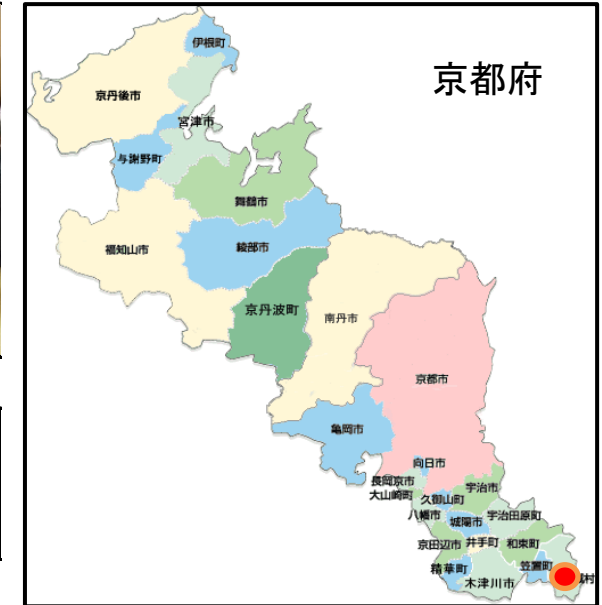 京都府
伊根町
京丹後市
宮津市
与謝野町
舞鶴市
福知山市
綾部市
京丹波町
南丹市
京都市
亀岡市
向日市
長岡京市
大山崎町
宇治市
久御山町
八幡市
宇治田原町
城陽市
京田辺市
井手町
和束町
精華町
笠置町
木津川市
村